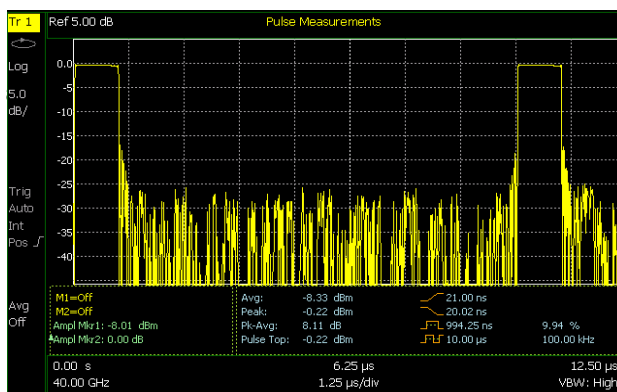 Tr 1 Ref 5.00 dB Pulse Measurements
Log
5.0
dB/
0.0
-5
-10
-15
-20
-25
-30
-35
-40
Trig
Auto
Int
Pos
Avg
Off
M1=Off
M2=Off
Ampl Mkr1: -8.01 dBm
Ampl Mkr2: 0.00 dB
Avg: -8.33 dBm 21.00 ns
Peak: -0.22 dBm 20.02 ns
Pk-Avg: 8.11 dB 994.25 ns 9.94 %
Pulse Top: -0.22 dBm 10.00 µs 100.00 kHz
0.00 s 6.25 µs 12.50 µs
40.00 GHz 1.25 µs/div VBW: High